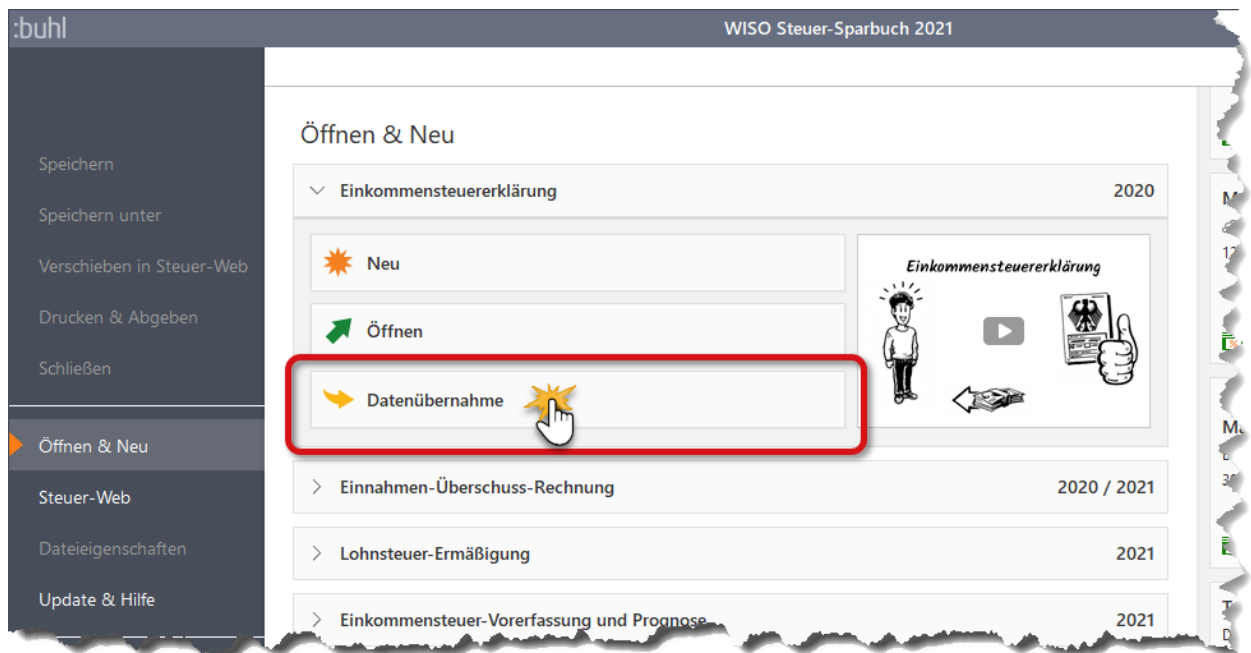 :buhl
WISO Steuer-Sparbuch 2021
Speichern
Speichern unter
Verschieben in Steuer-Web
Drucken & Abgeben
Schließen
Öffnen & Neu
Steuer-Web
Dateieigenschaften
Update & Hilfe
Öffnen & Neu
Einkommensteuererklärung 2020
Neu
Öffnen
Datenübernahme
Einkommensteuererklärung
Einnahmen-Überschuss-Rechnung 2020 / 2021
Lohnsteuer-Ermäßigung 2021
Einkommensteuer-Vorerfassung und Prognose 2021